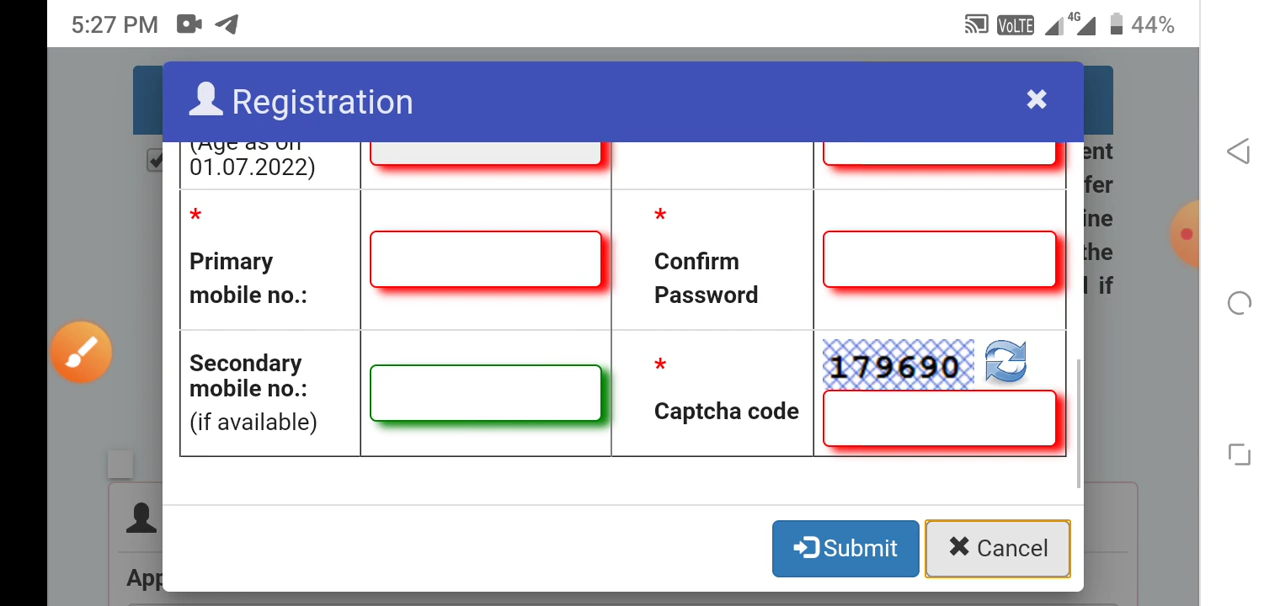 5:27 PM
VoLTE 4G 44%
Registration
(Age as on
01.07.2022)
ent
fer
ine
the
if
*
Primary
mobile no.:
*
Confirm
Password
Secondary
mobile no.:
(if available)
*
Captcha code
179690
Submit
Cancel
App